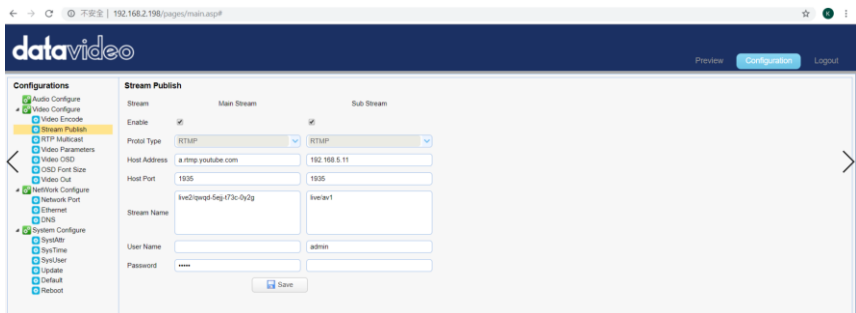 不安全 | 192.168.2.198/pages/main.asp#
K
datavideo
Preview Configuration Logout
Configurations
Audio Configure
Video Configure
Video Encode
Stream Publish
RTP Multicast
Video Parameters
Video OSD
OSD Font Size
Video Out
NetWork Configure
Network Port
Ethernet
DNS
System Configure
SystAttr
SysTime
SysUser
Update
Default
Reboot
Stream Publish
Stream Main Stream Sub Stream
Enable
Protol Type RTMP RTMP
Host Address a.rtmp.youtube.com 192.168.5.11
Host Port 1935 1935
Stream Name live2/qwqd-5ejj-t73c-0y2g live/av1
User Name admin
Password •••••
Save